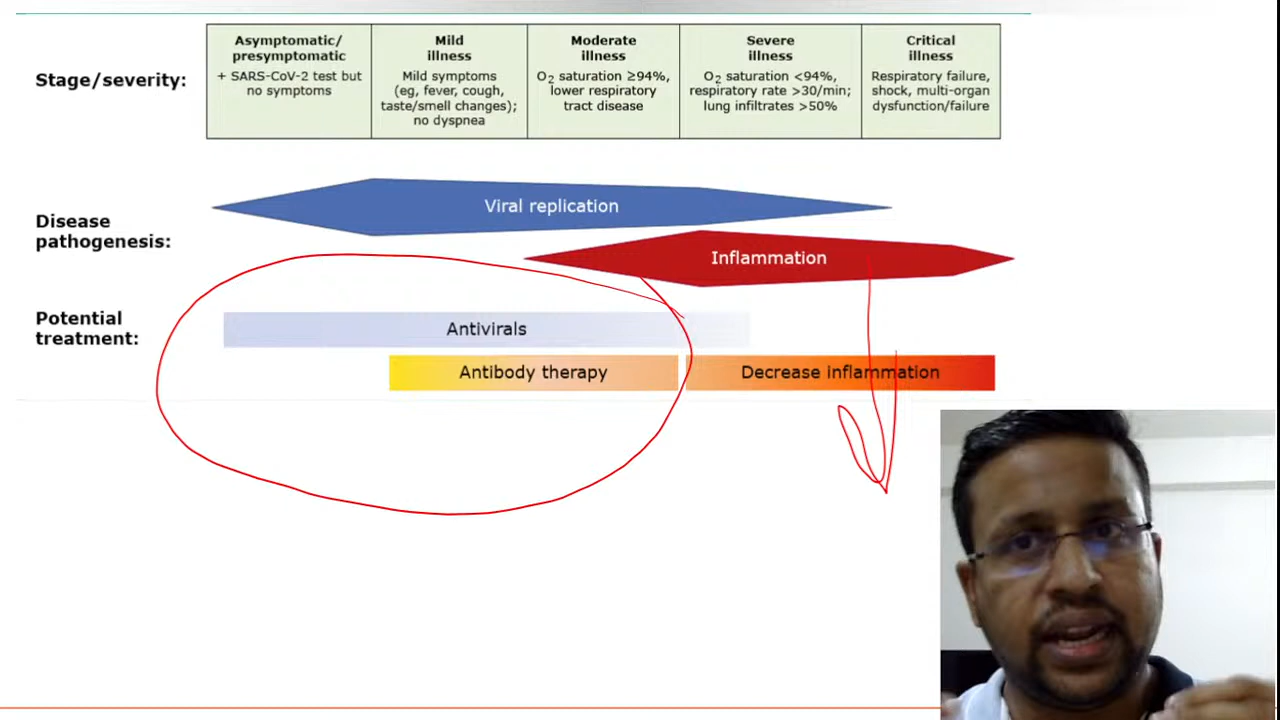 Stage/severity:
Asymptomatic/
presymptomatic
+ SARS-CoV-2 test but
no symptoms
Mild
illness
Mild symptoms
(eg, fever, cough,
taste/smell changes);
no dyspnea
Moderate
illness
O₂ saturation ≥94%,
lower respiratory
tract disease
Severe
illness
O₂ saturation <94%,
respiratory rate >30/min;
lung infiltrates >50%
Critical
illness
Respiratory failure,
shock, multi-organ
dysfunction/failure
Disease
pathogenesis:
Viral replication
Inflammation
Potential
treatment:
Antivirals
Antibody therapy
Decrease inflammation